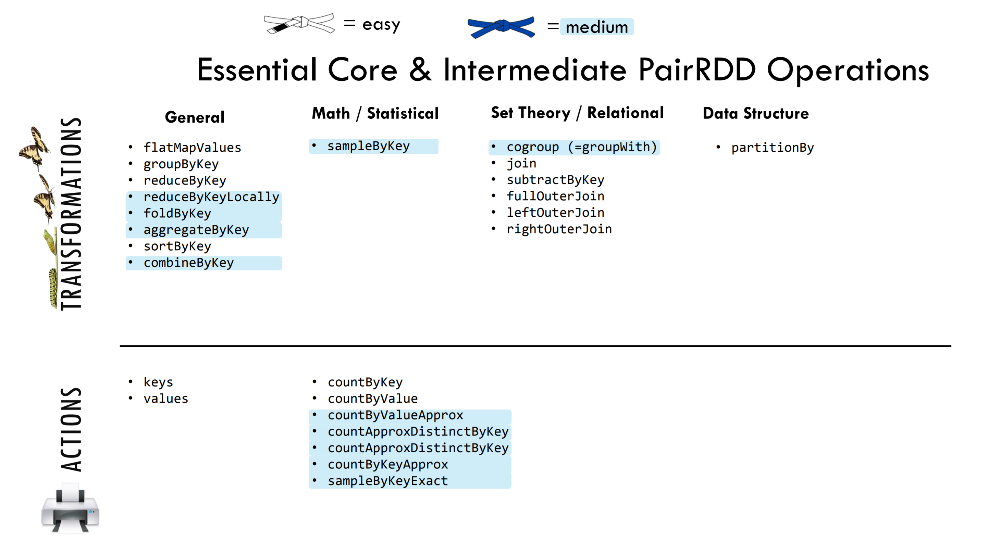 = easy
= medium
Essential Core & Intermediate PairRDD Operations
TRANSFORMATIONS
General
• flatMapValues
• groupByKey
• reduceByKey
• reduceByKeyLocally
• foldByKey
• aggregateByKey
• sortByKey
• combineByKey
Math / Statistical
• sampleByKey
Set Theory / Relational
• cogroup (=groupWith)
• join
• subtractByKey
• fullOuterJoin
• leftOuterJoin
• rightOuterJoin
Data Structure
• partitionBy
ACTIONS
• keys
• values
• countByKey
• countByValue
• countByValueApprox
• countApproxDistinctByKey
• countApproxDistinctByKey
• countByKeyApprox
• sampleByKeyExact